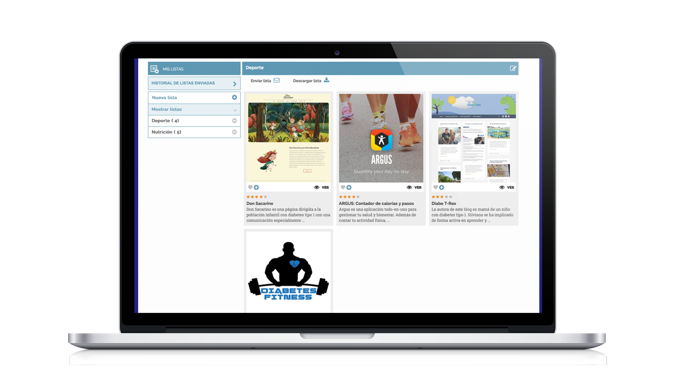 MIS LISTAS
HISTORIAL DE LISTAS ENVIADAS
Nueva lista
Mostrar listas
Deporte ( 4)
Nutrición ( 5)
Deporte
Enviar lista
Descargar lista
VER
Don Sacarino
Don Sacarino es una página dirigida a la
población infantil con diabetes tipo 1 con una
comunicación especialmente ...
ARGUS
Quantify your day-to-day
VER
ARGUS: Contador de calorías y pasos
Argus es una aplicación todo-en-uno para
gestionar tu salud y bienestar. Además de
contar tu actividad física, ...
VER
Diabe T-Rex
La autora de este blog es mamá de un niño
con diabetes tipo 1. Silvana se ha implicado
de forma activa en aprender y ...
DIABETES
FITNESS